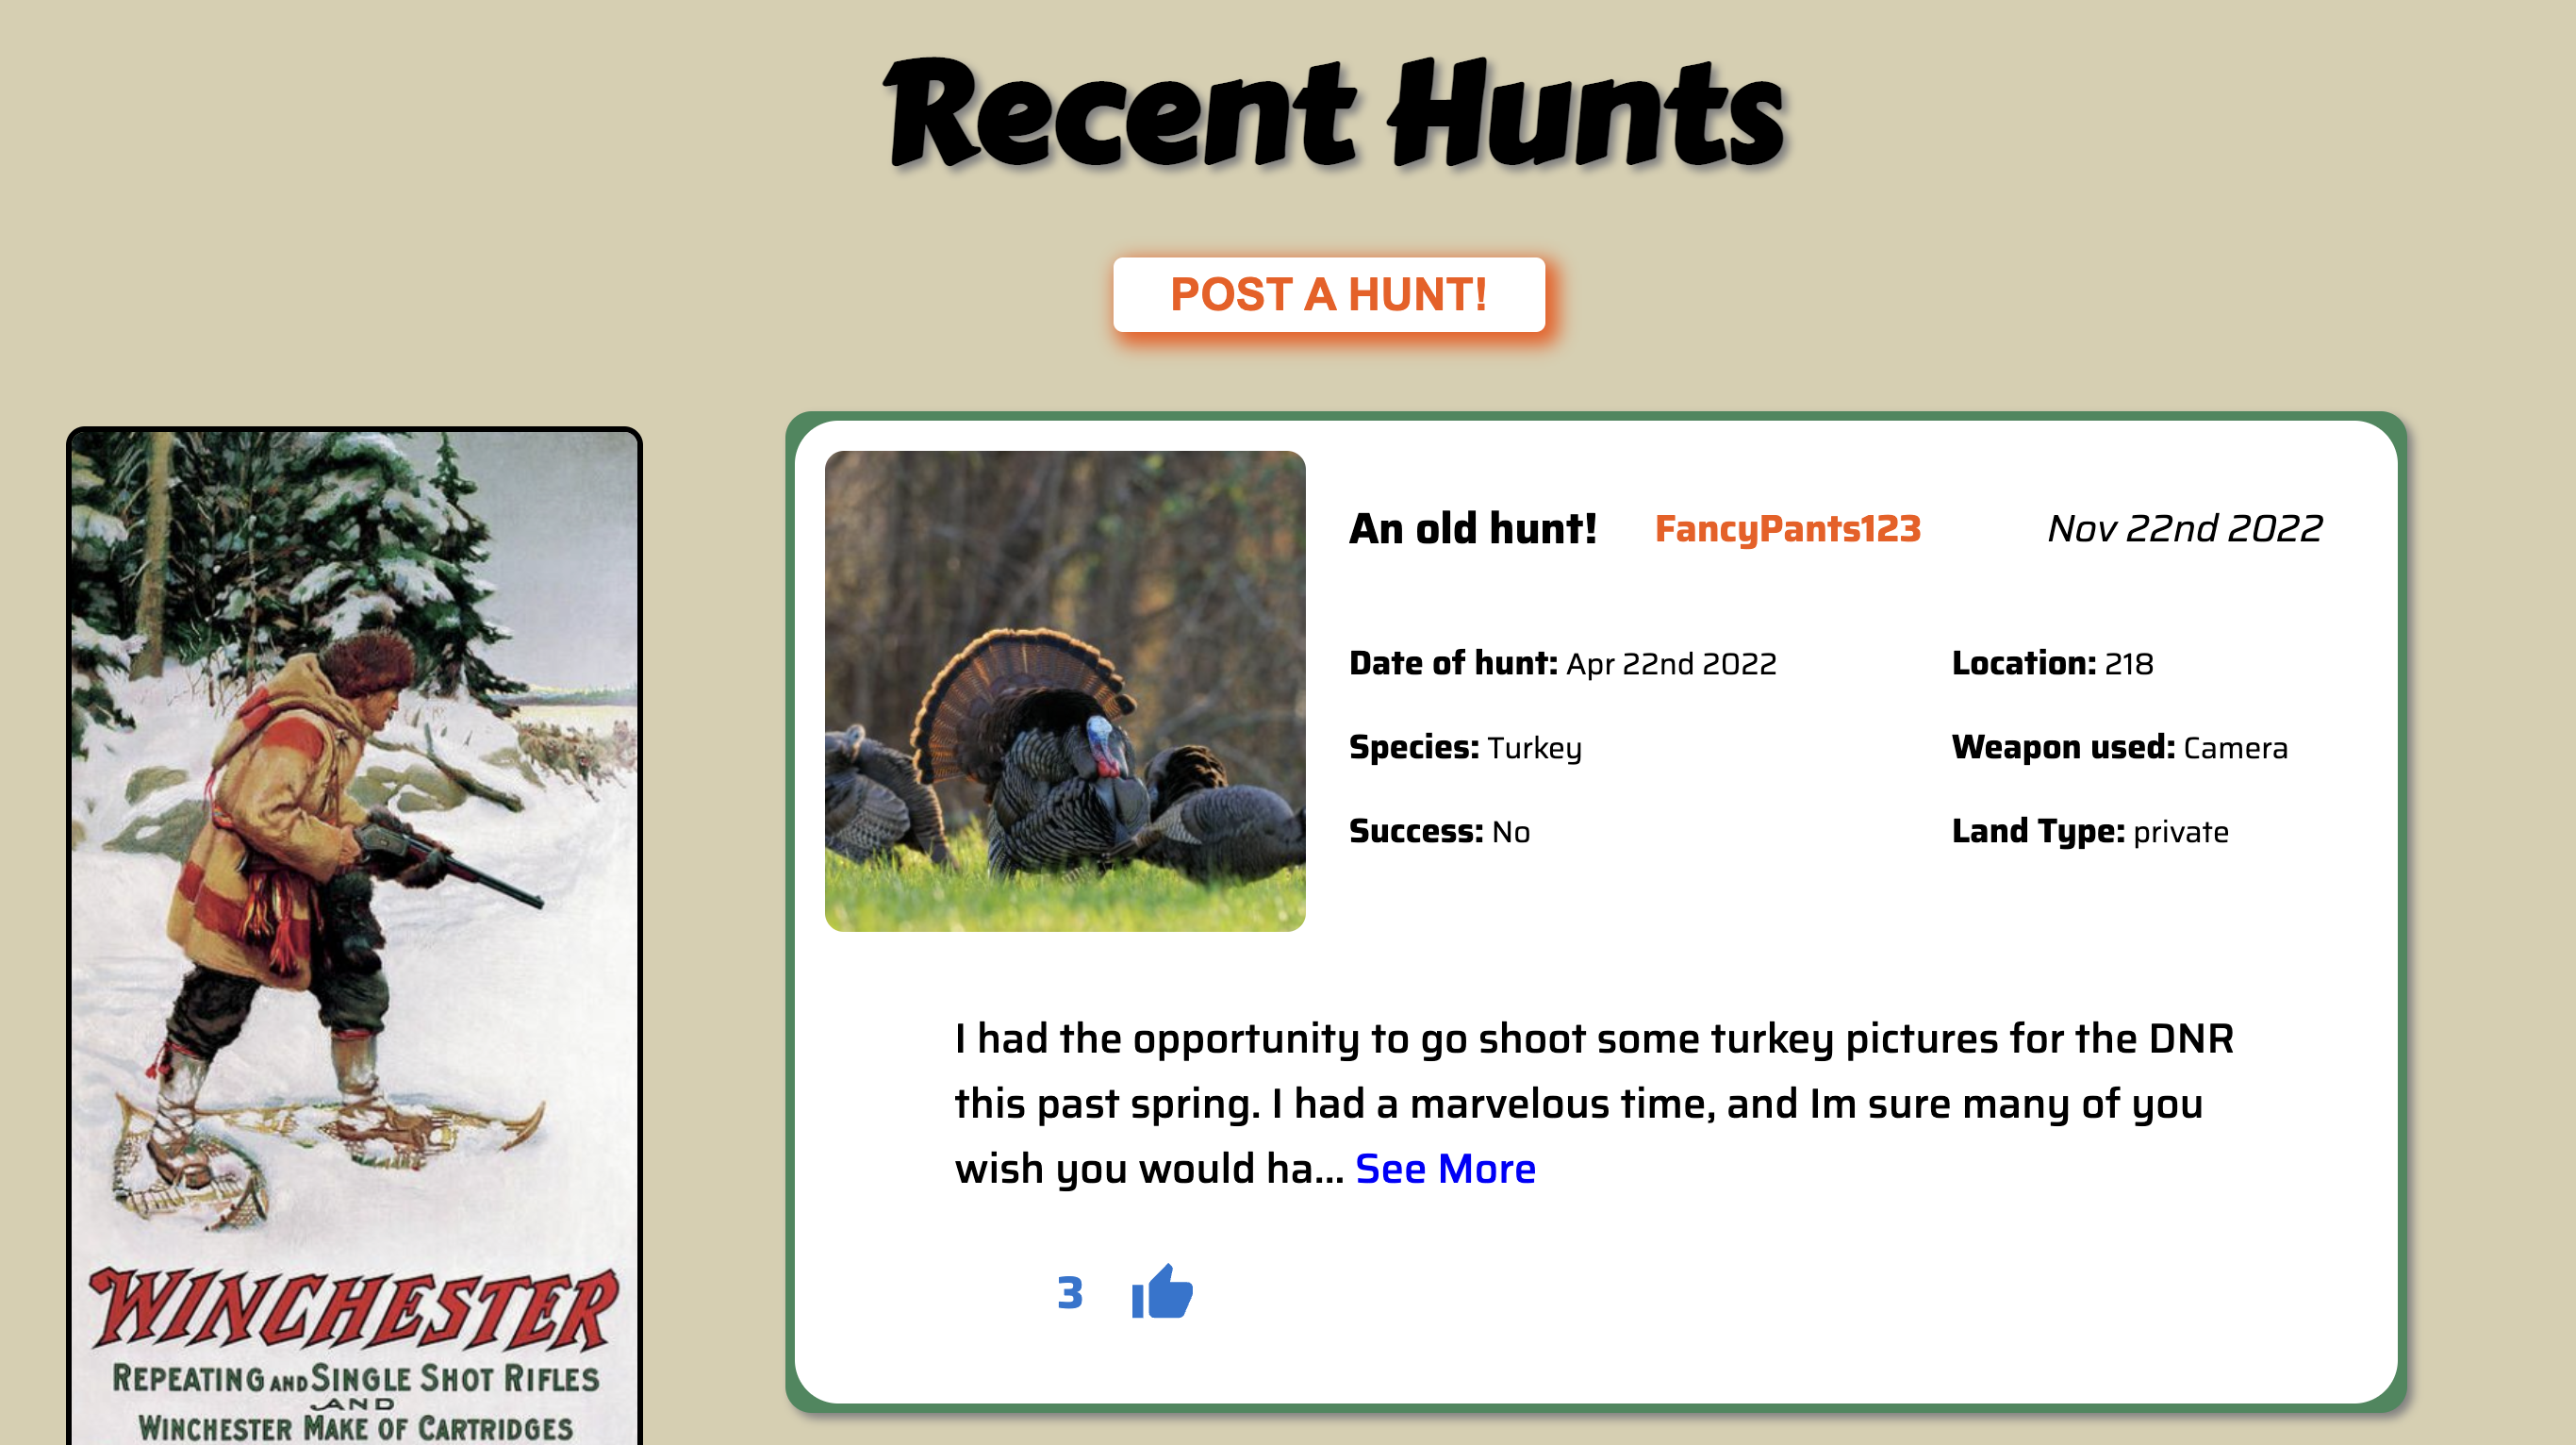 Recent Hunts
POST A HUNT!
An old hunt! FancyPants123 Nov 22nd 2022
Date of hunt: Apr 22nd 2022 Location: 218
Species: Turkey Weapon used: Camera
Success: No Land Type: private
I had the opportunity to go shoot some turkey pictures for the DNR
this past spring. I had a marvelous time, and Im sure many of you
wish you would ha... See More
3
WINCHESTER
REPEATING AND SINGLE SHOT RIFLES
AND
WINCHESTER MAKE OF CARTRIDGES